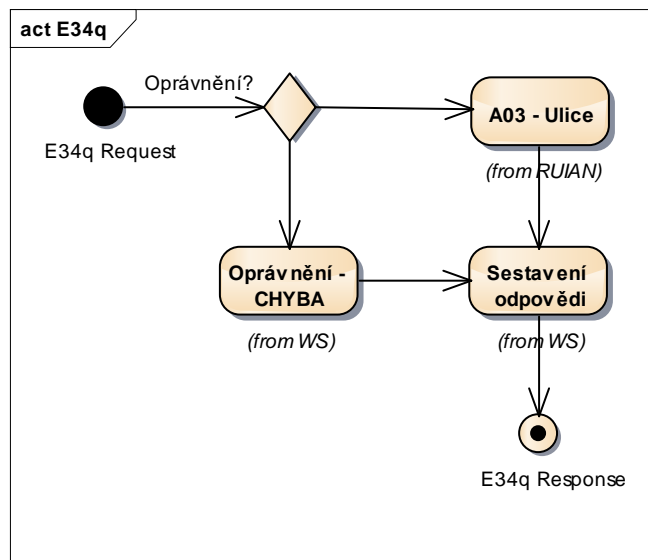 act E34q
Oprávnění?
E34q Request
A03 - Ulice
(from RUIAN)
Oprávnění -
CHYBA
(from WS)
Sestavení
odpovědi
(from WS)
E34q Response